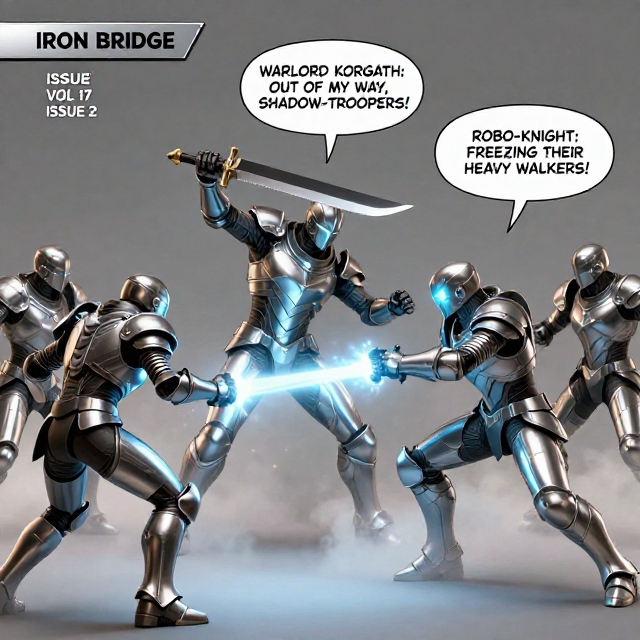 IRON BRIDGE
ISSUE
VOL 17
ISSUE 2
WARLORD KORGATH:
OUT OF MY WAY,
SHADOW-TROOPERS!
ROBO-KNIGHT;
FREEZING THEIR
HEAVY WALKERS!